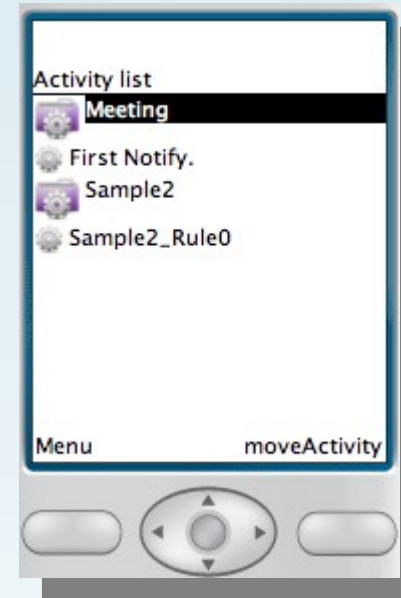 Activity list
Meeting
First Notify.
Sample2
Sample2_Rule0
Menu moveActivity